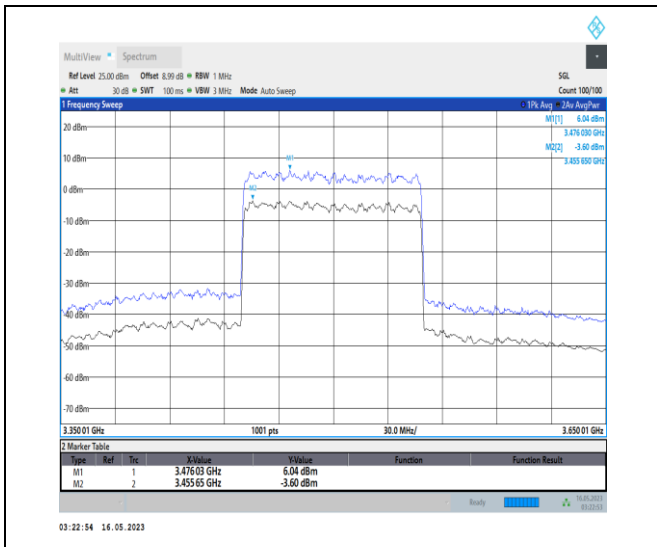 MultiView Spectrum
Ref Level 25.00 dBm Offset 8.99 dB RBW 1 MHz SGL
Att 30 dB SWT 100 ms VBW 3 MHz Mode Auto Sweep Count 100/100
1 Frequency Sweep 1Pk Avg 2Av AvgPwr
M1[1] 6.04 dBm
3.476 030 GHz
M2[2] -3.60 dBm
3.455 650 GHz
20 dBm
10 dBm
M1
0 dBm
M2
-10 dBm
-20 dBm
-30 dBm
-40 dBm
-50 dBm
-60 dBm
-70 dBm
3.350 01 GHz 1001 pts 30.0 MHz/ 3.650 01 GHz
2 Marker Table
Type Ref Trc X-Value Y-Value Function Function Result
M1 1 3.476 03 GHz 6.04 dBm
M2 2 3.455 65 GHz -3.60 dBm
Ready 16.05.2023
03:22:53
03:22:54 16.05.2023